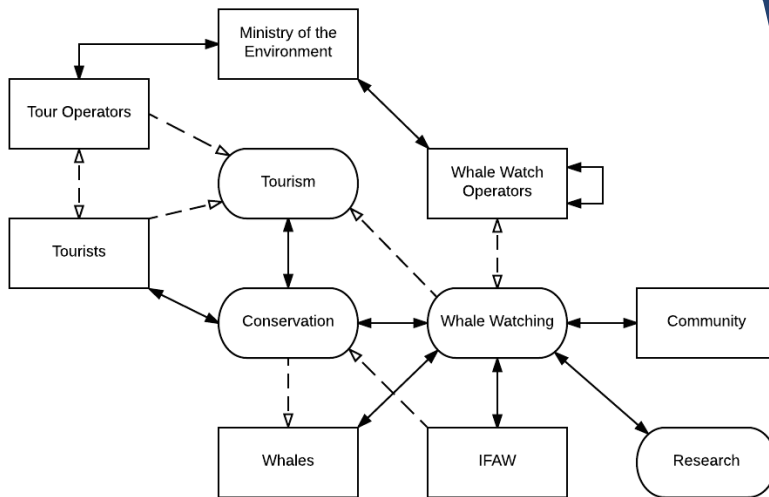 Ministry of the
Environment
Tour Operators
Tourism
Whale Watch
Operators
Tourists
Conservation
Whale Watching
Community
Whales
IFAW
Research